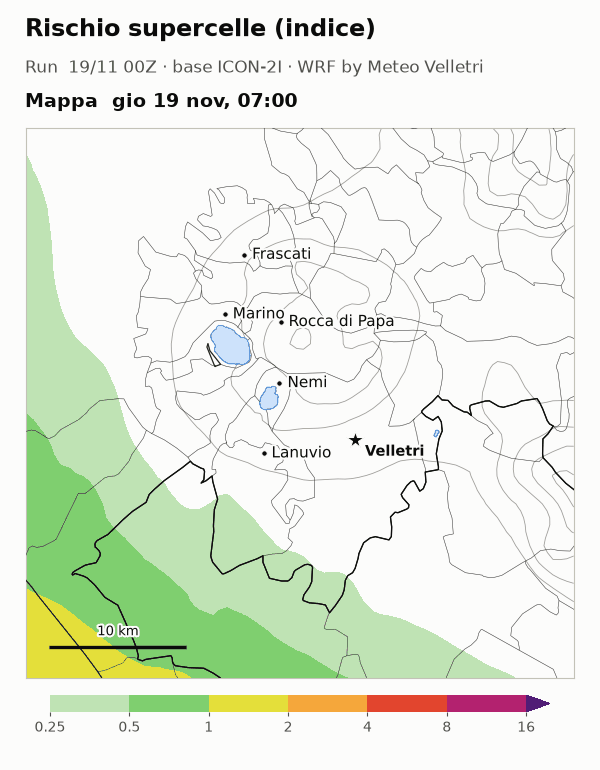 Rischio supercelle (indice)
Run  19/11 00Z · base ICON-2I · WRF by Meteo Velletri
Mappa  gio 19 nov, 07:00
Frascati
Marino
Rocca di Papa
Nemi
Velletri
Lanuvio
10 km
0.25 0.5 1 2 4 8 16